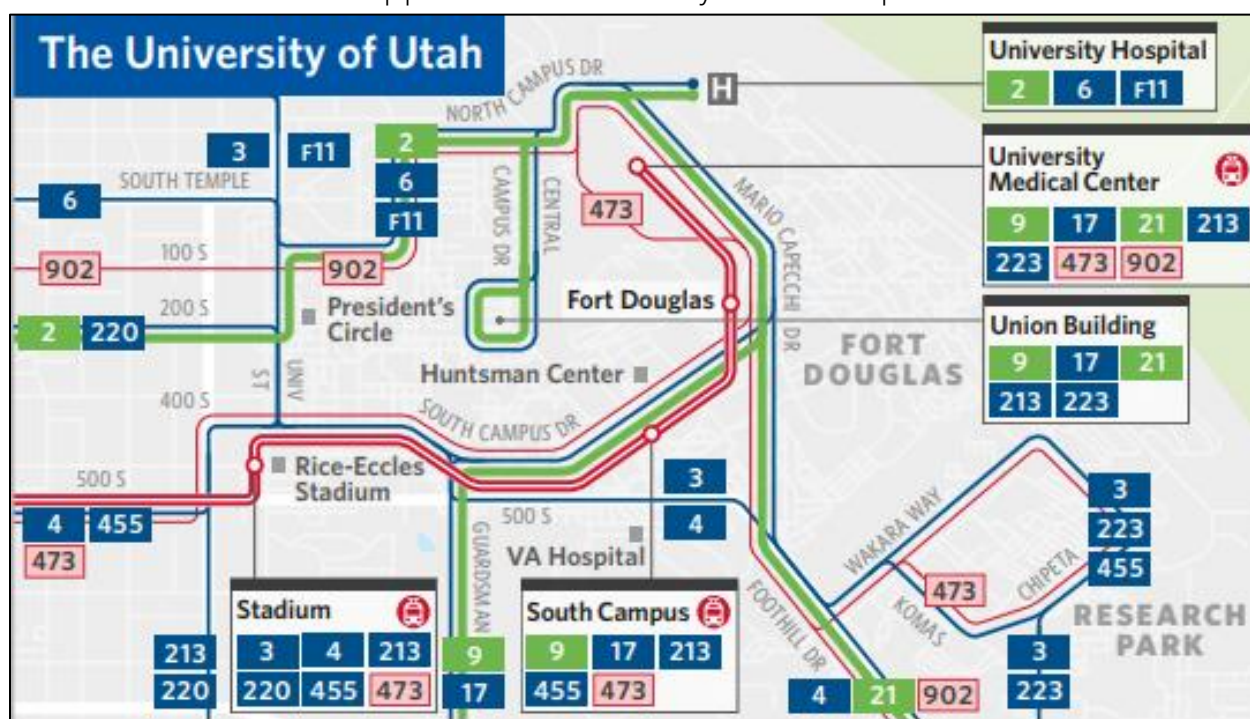 The University of Utah
NORTH CAMPUS DR
H
University Hospital
2 6 F11
3 F11
2
6
F11
SOUTH TEMPLE
6
CAMPUS DR
CENTRAL
473
MARIO CAPECCHI DR
University
Medical Center
9 17 21 213
223 473 902
100 S
902
902
200 S
2 220
President's
Circle
Fort Douglas
Union Building
9 17 21
213 223
FORT
DOUGLAS
UNIV
ST
Huntsman Center
400 S
SOUTH CAMPUS DR
500 S
Rice-Eccles
Stadium
4 455
473
3
4
500 S
VA Hospital
GUARDSMAN
WAKARA WAY
3
223
455
CHIPETA
473
KOMAS
RESEARCH
PARK
FOOTHILL DR
Stadium
3 4 213
220 455 473
South Campus
9 17 213
455 473
213
220
9
17
3
223
4 21 902